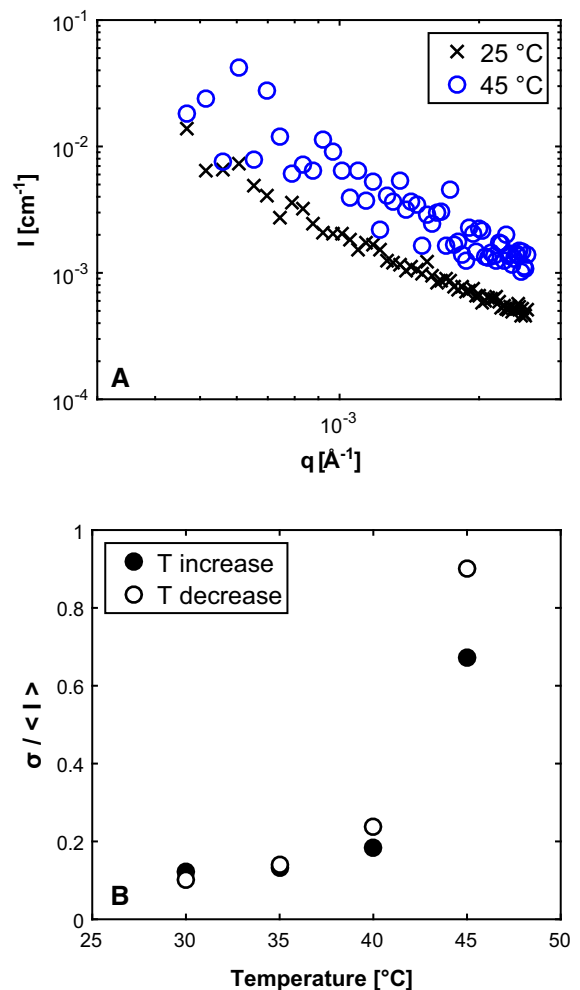 10⁻¹
× 25 °C
○ 45 °C
10⁻²
I [cm⁻¹]
10⁻³
A
10⁻⁴
10⁻³
q [Å⁻¹]
1
● T increase
○ T decrease
0.8
0.6
σ / < I >
0.4
0.2
B
0
25 30 35 40 45 50
Temperature [°C]